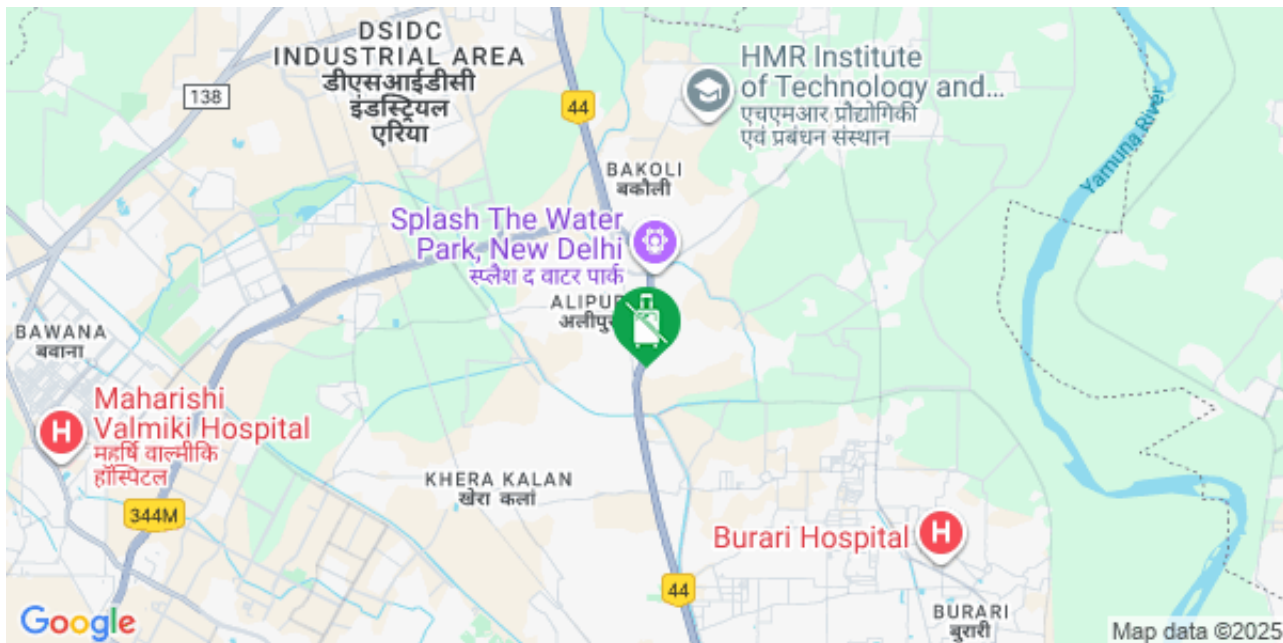 DSIDC
INDUSTRIAL AREA
डीएसआईडीसी
इंडस्ट्रियल
एरिया
138
44
HMR Institute
of Technology and...
एचएमआर प्रौद्योगिकी
एवं प्रबंधन संस्थान
Yamuna River
BAKOLI
बकौली
Splash The Water
Park, New Delhi
स्प्लैश द वाटर पार्क
BAWANA
बवाना
Maharishi
Valmiki Hospital
महर्षि वाल्मीकि
हॉस्पिटल
H
KHERA KALAN
खेरा कलां
344M
Burari Hospital
H
44
BURARI
बुरारी
Google
Map data ©2025